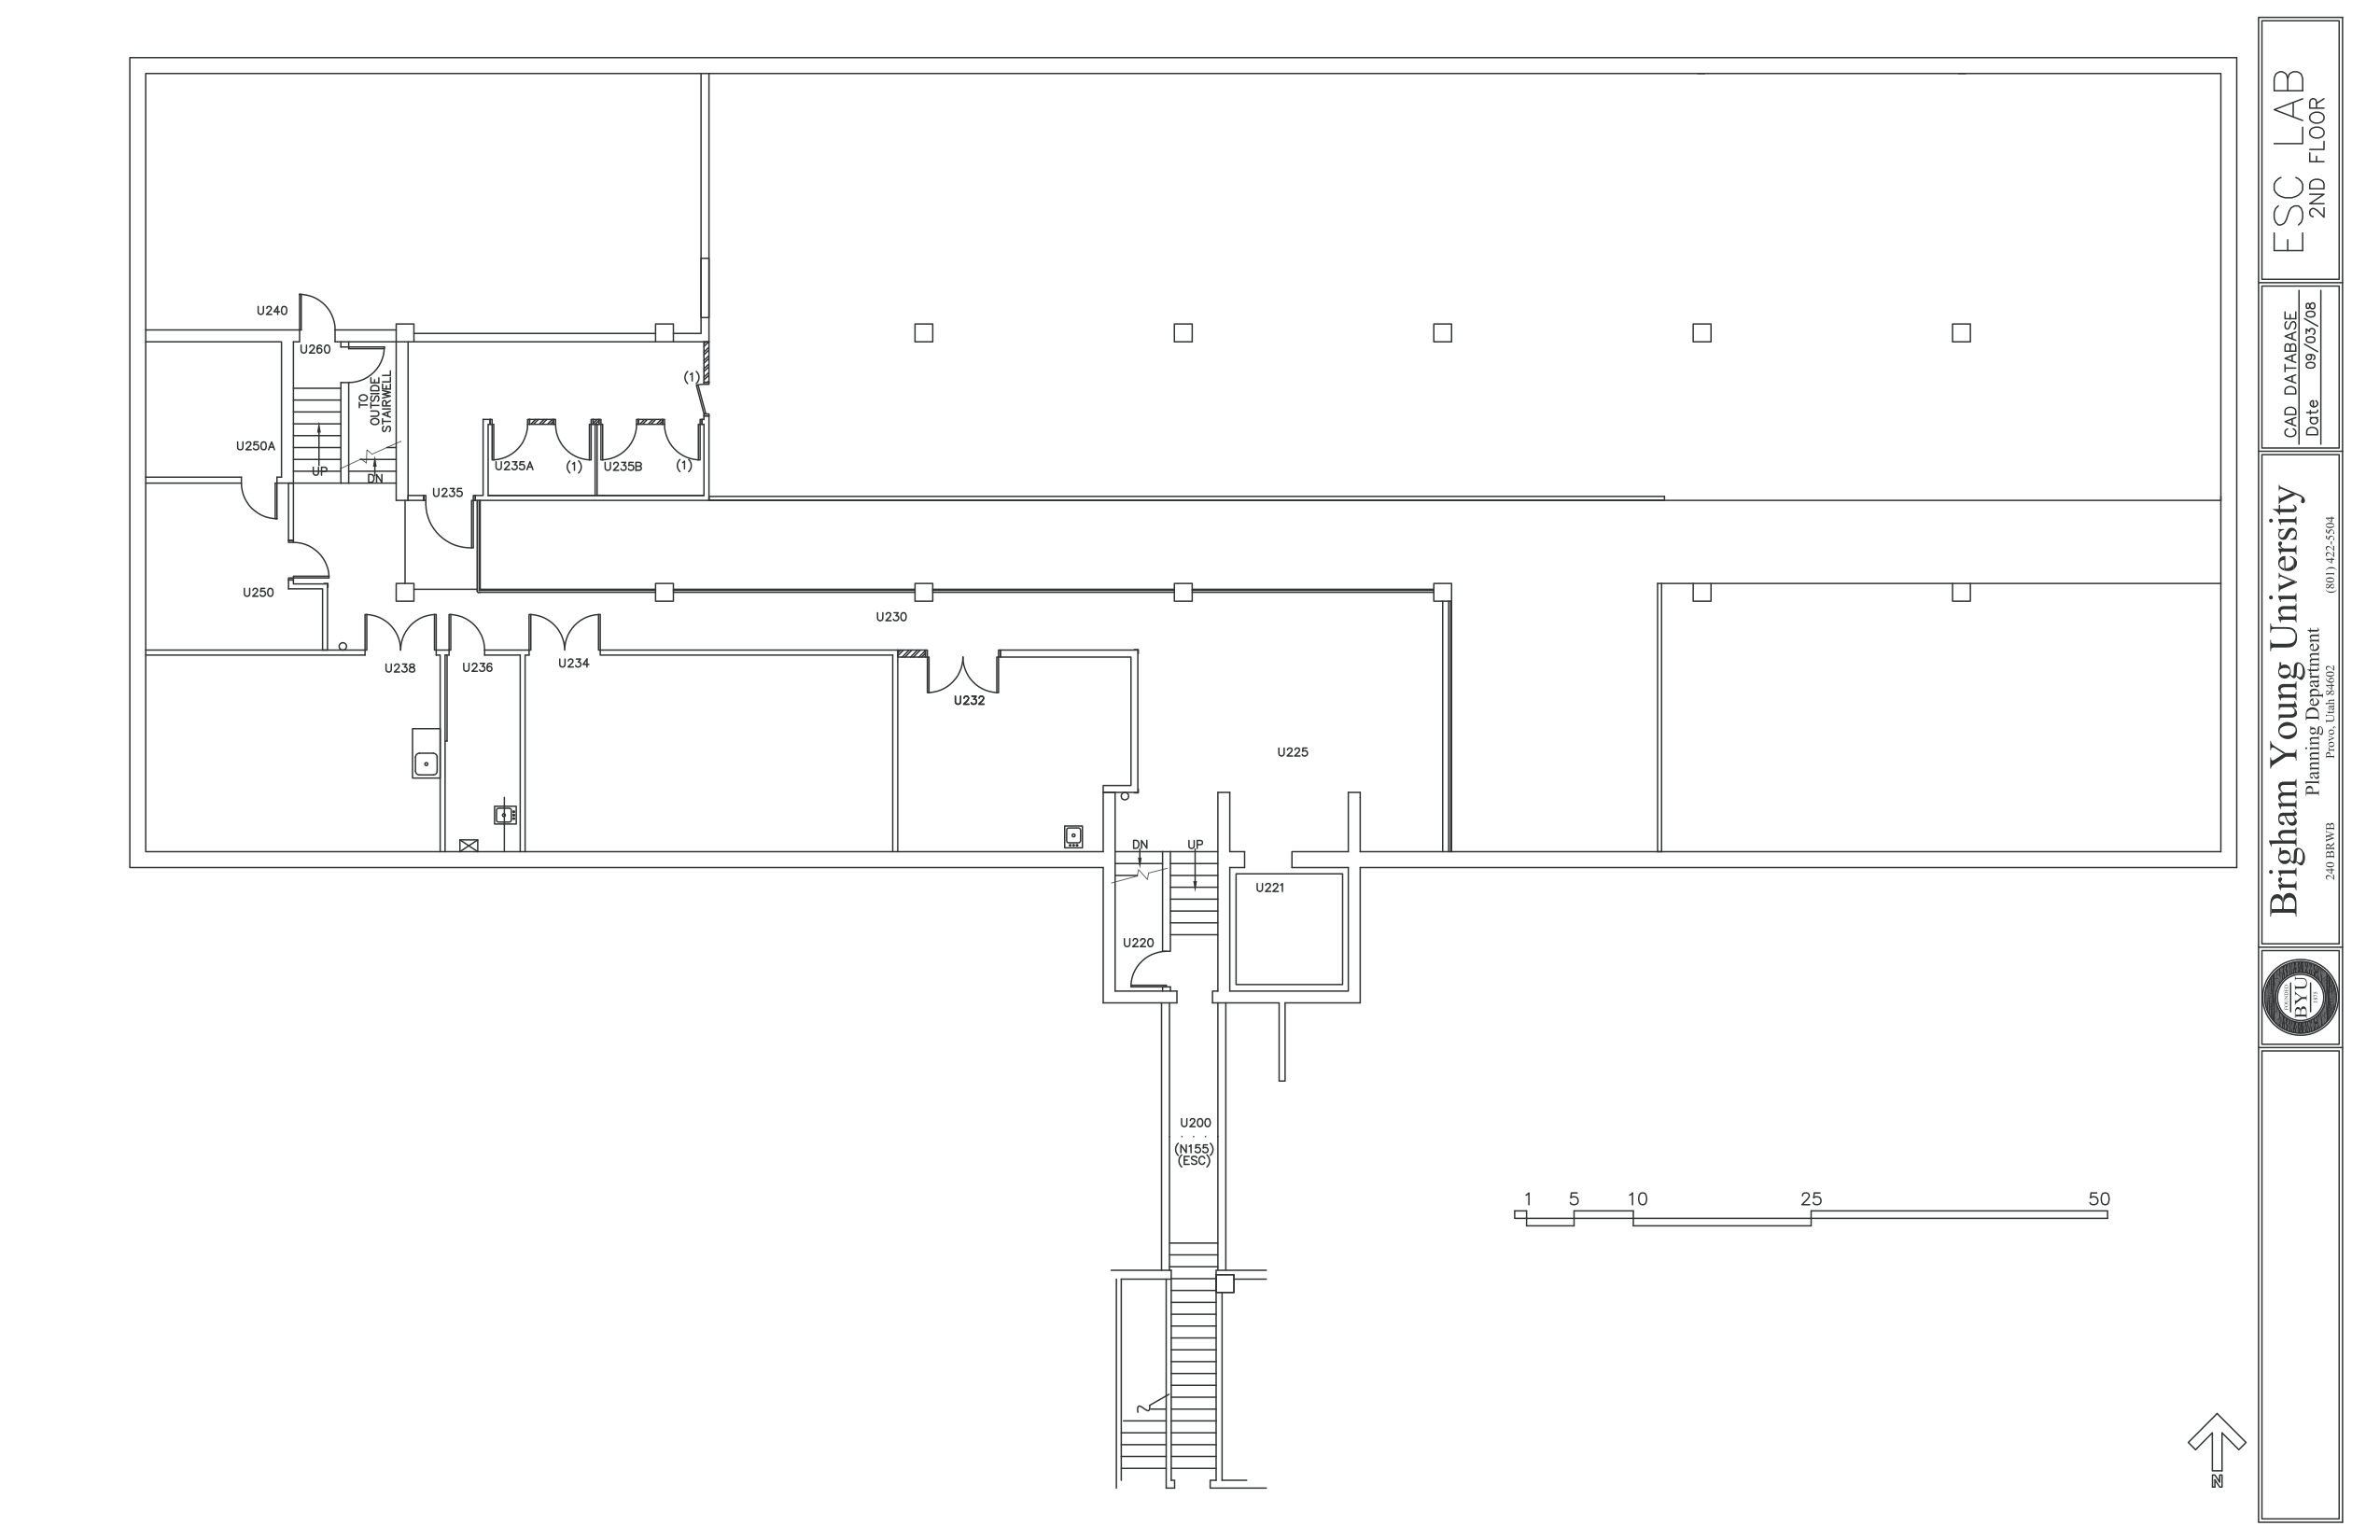 U240
U260
TO
OUTSIDE
STAIRWELL
(1)
U250A
UP
DN
U235A
(1)
U235B
(1)
U235
U250
U230
U238
U236
U234
U232
U225
DN
UP
U221
U220
U200
(N155)
(ESC)
1 5 10 25 50
N
ESC LAB
2ND FLOOR
CAD DATABASE
Date 09/03/08
Brigham Young University
Planning Department
240 BRWB Provo, Utah 84602 (801) 422-5504
FOUNDED
BYU
1875